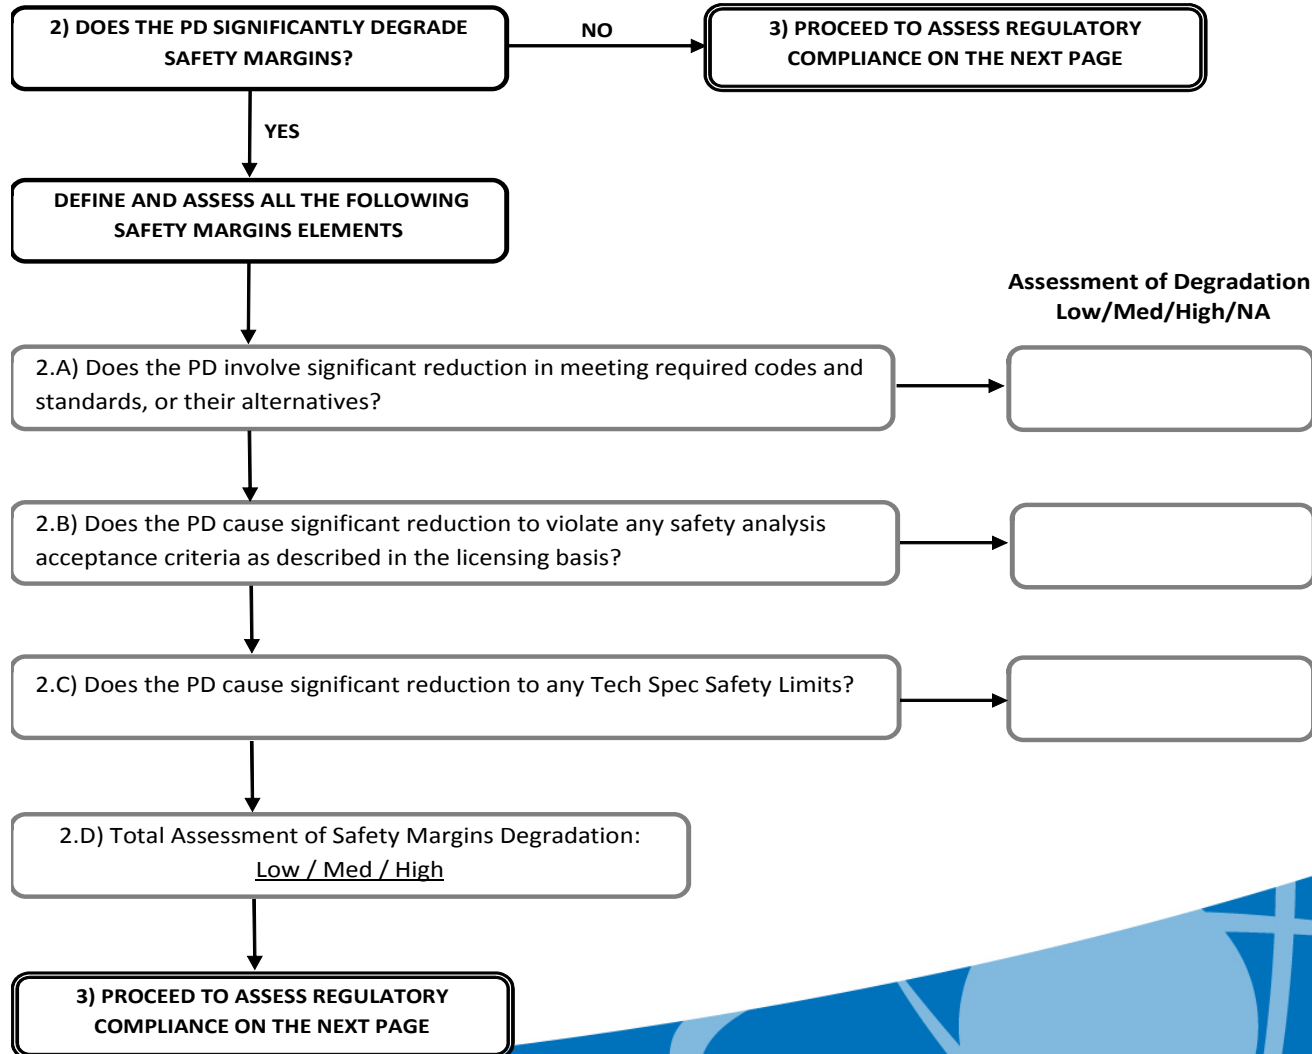 2) DOES THE PD SIGNIFICANTLY DEGRADE
SAFETY MARGINS?
NO
3) PROCEED TO ASSESS REGULATORY
COMPLIANCE ON THE NEXT PAGE
YES
DEFINE AND ASSESS ALL THE FOLLOWING
SAFETY MARGINS ELEMENTS
Assessment of Degradation
Low/Med/High/NA
2.A) Does the PD involve significant reduction in meeting required codes and
standards, or their alternatives?
2.B) Does the PD cause significant reduction to violate any safety analysis
acceptance criteria as described in the licensing basis?
2.C) Does the PD cause significant reduction to any Tech Spec Safety Limits?
2.D) Total Assessment of Safety Margins Degradation:
Low / Med / High
3) PROCEED TO ASSESS REGULATORY
COMPLIANCE ON THE NEXT PAGE